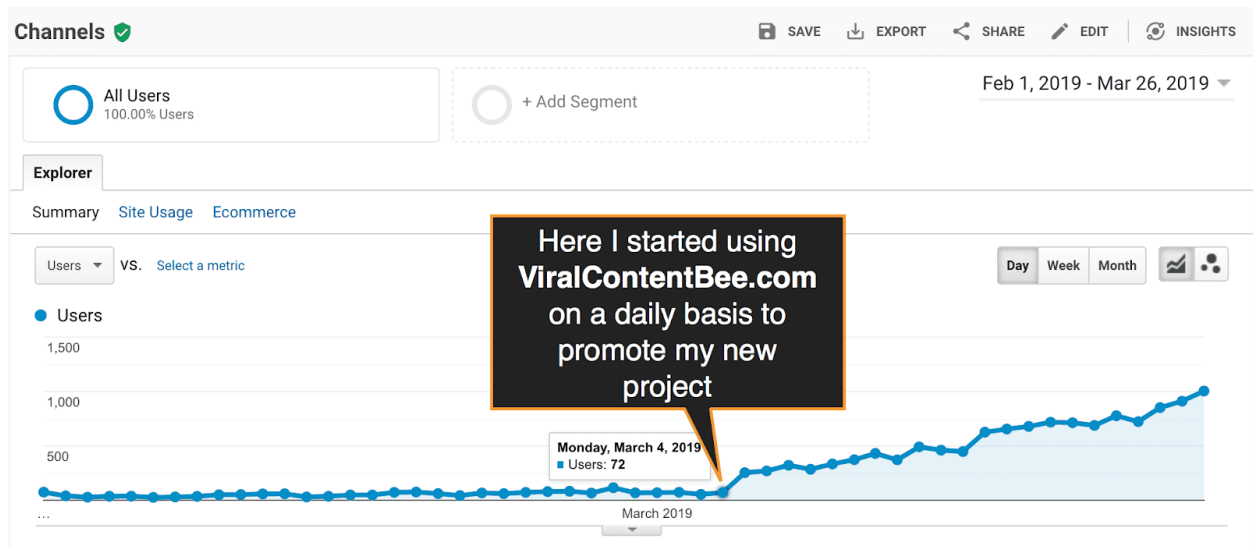 Channels
SAVE EXPORT SHARE EDIT INSIGHTS
All Users
100.00% Users
+ Add Segment
Feb 1, 2019 - Mar 26, 2019
Explorer
Summary Site Usage Ecommerce
Users VS. Select a metric
Day Week Month
Here I started using
ViralContentBee.com
on a daily basis to
promote my new
project
Users
1,500
1,000
500
Monday, March 4, 2019
Users: 72
...
March 2019